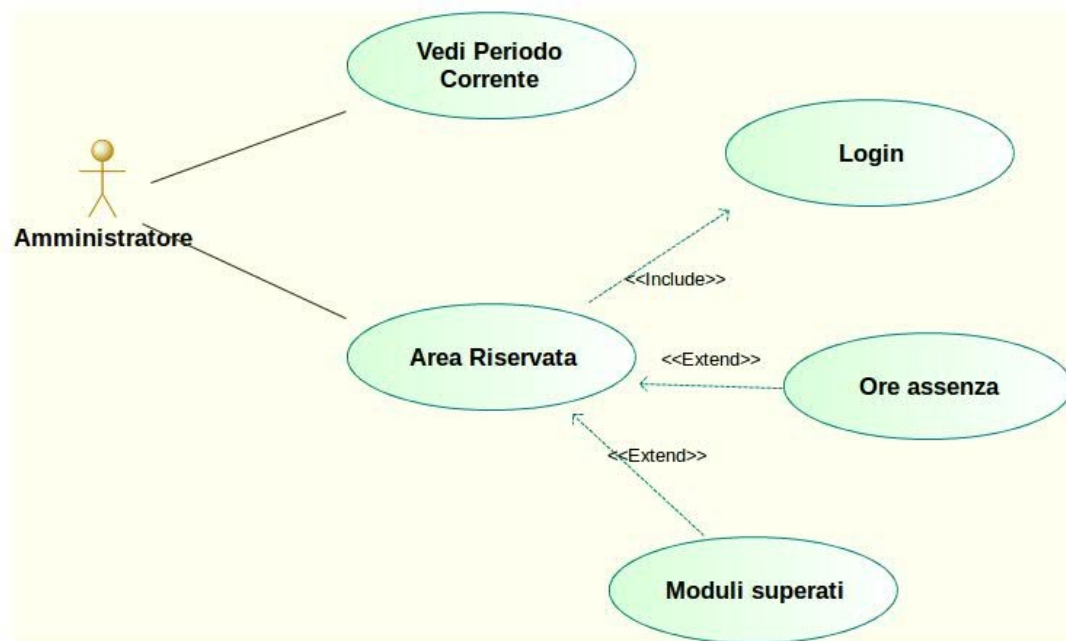 Vedi Periodo
Corrente
Login
Amministratore
<<Include>>
Area Riservata
<<Extend>>
Ore assenza
<<Extend>>
Moduli superati